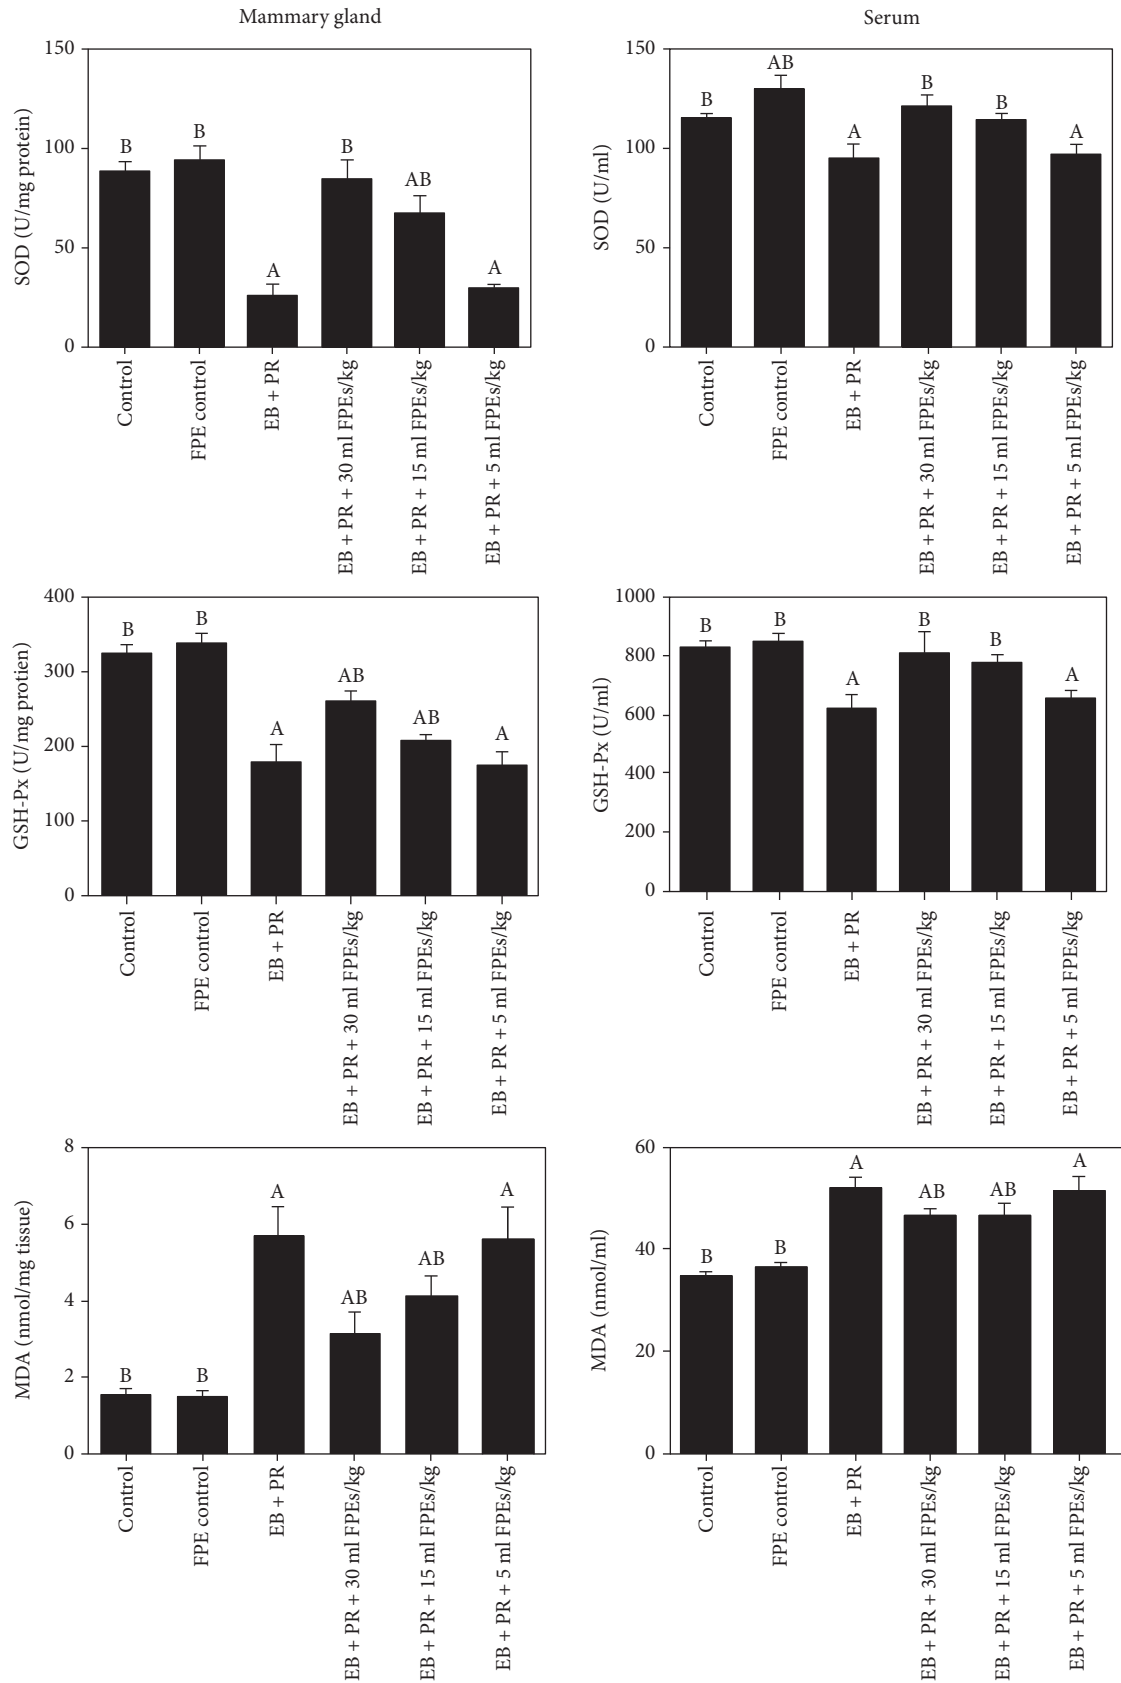 Mammary gland
SOD (U/mg protein)
150
100
50
0
B
B
A
B
AB
A
Control
FPE control
EB + PR
EB + PR + 30 ml FPEs/kg
EB + PR + 15 ml FPEs/kg
EB + PR + 5 ml FPEs/kg
Serum
SOD (U/ml)
150
100
50
0
B
AB
A
B
B
A
Control
FPE control
EB + PR
EB + PR + 30 ml FPEs/kg
EB + PR + 15 ml FPEs/kg
EB + PR + 5 ml FPEs/kg
GSH-Px (U/mg protien)
400
300
200
100
0
B
B
A
AB
AB
A
Control
FPE control
EB + PR
EB + PR + 30 ml FPEs/kg
EB + PR + 15 ml FPEs/kg
EB + PR + 5 ml FPEs/kg
GSH-Px (U/ml)
1000
800
600
400
200
0
B
B
A
B
B
A
Control
FPE control
EB + PR
EB + PR + 30 ml FPEs/kg
EB + PR + 15 ml FPEs/kg
EB + PR + 5 ml FPEs/kg
MDA (nmol/mg tissue)
8
6
4
2
0
B
B
A
AB
AB
A
Control
FPE control
EB + PR
EB + PR + 30 ml FPEs/kg
EB + PR + 15 ml FPEs/kg
EB + PR + 5 ml FPEs/kg
MDA (nmol/ml)
60
40
20
0
B
B
A
AB
AB
A
Control
FPE control
EB + PR
EB + PR + 30 ml FPEs/kg
EB + PR + 15 ml FPEs/kg
EB + PR + 5 ml FPEs/kg